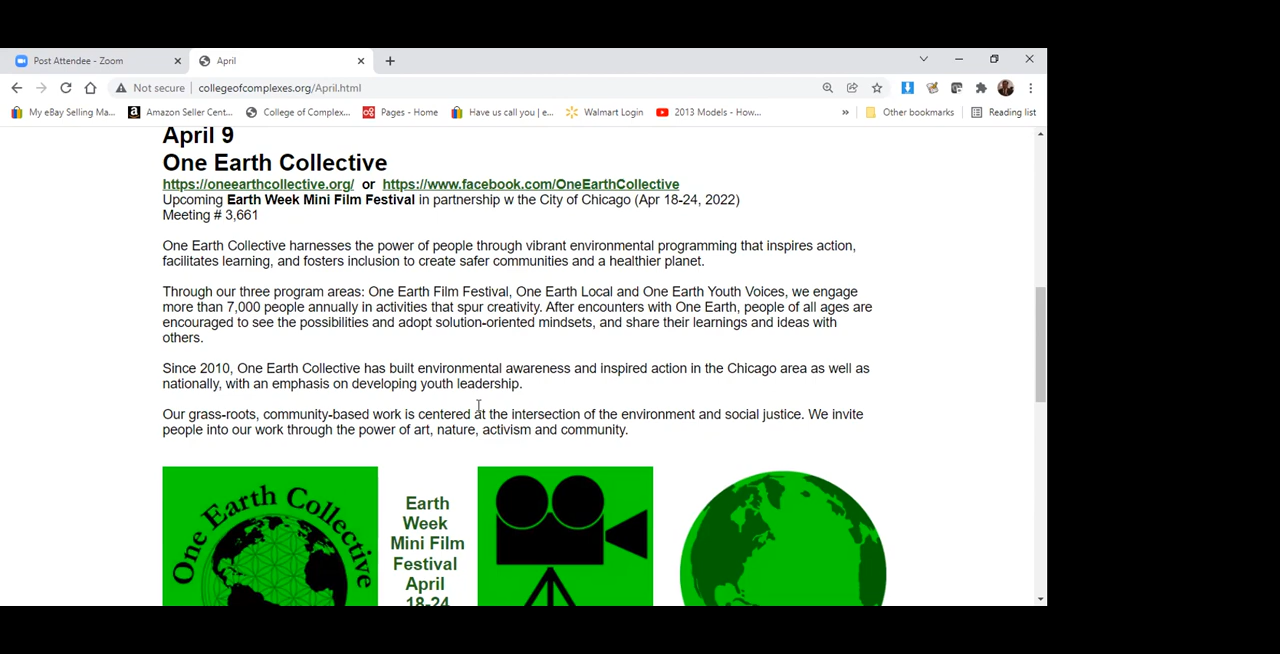 Post Attendee - Zoom
April
Not secure
collegeofcomplexes.org/April.html
My eBay Selling Ma...
Amazon Seller Cent...
College of Complex...
Pages - Home
Have us call you | e...
Walmart Login
2013 Models - How...
»
Other bookmarks
Reading list
April 9
One Earth Collective
https://oneearthcollective.org/ or https://www.facebook.com/OneEarthCollective
Upcoming Earth Week Mini Film Festival in partnership w the City of Chicago (Apr 18-24, 2022)
Meeting # 3,661
One Earth Collective harnesses the power of people through vibrant environmental programming that inspires action,
facilitates learning, and fosters inclusion to create safer communities and a healthier planet.
Through our three program areas: One Earth Film Festival, One Earth Local and One Earth Youth Voices, we engage
more than 7,000 people annually in activities that spur creativity. After encounters with One Earth, people of all ages are
encouraged to see the possibilities and adopt solution-oriented mindsets, and share their learnings and ideas with
others.
Since 2010, One Earth Collective has built environmental awareness and inspired action in the Chicago area as well as
nationally, with an emphasis on developing youth leadership.
Our grass-roots, community-based work is centered at the intersection of the environment and social justice. We invite
people into our work through the power of art, nature, activism and community.
One Earth Collective
Earth
Week
Mini Film
Festival
April
18-24